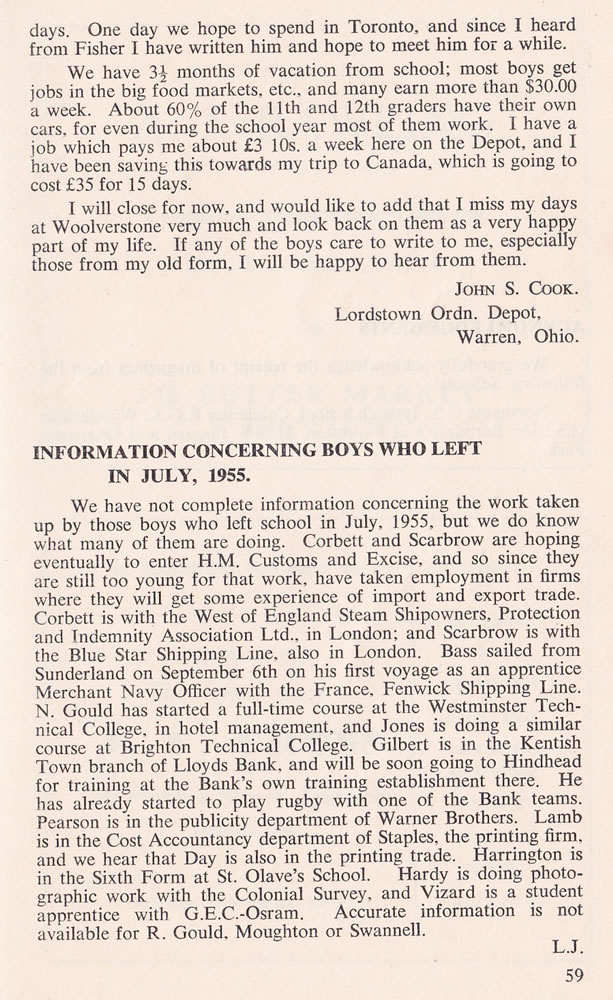 days. One day we hope to spend in Toronto, and since I heard
from Fisher I have written him and hope to meet him for a while.
We have 3½ months of vacation from school; most boys get
jobs in the big food markets, etc., and many earn more than $30.00
a week. About 60% of the 11th and 12th graders have their own
cars, for even during the school year most of them work. I have a
job which pays me about £3 10s. a week here on the Depot, and I
have been saving this towards my trip to Canada, which is going to
cost £35 for 15 days.
I will close for now, and would like to add that I miss my days
at Woolverstone very much and look back on them as a very happy
part of my life. If any of the boys care to write to me, especially
those from my old form, I will be happy to hear from them.
JOHN S. COOK.
Lordstown Ordn. Depot,
Warren, Ohio.
INFORMATION CONCERNING BOYS WHO LEFT
IN JULY, 1955.
We have not complete information concerning the work taken
up by those boys who left school in July, 1955, but we do know
what many of them are doing. Corbett and Scarbrow are hoping
eventually to enter H.M. Customs and Excise, and so since they
are still too young for that work, have taken employment in firms
where they will get some experience of import and export trade.
Corbett is with the West of England Steam Shipowners, Protection
and Indemnity Association Ltd., in London; and Scarbrow is with
the Blue Star Shipping Line, also in London. Bass sailed from
Sunderland on September 6th on his first voyage as an apprentice
Merchant Navy Officer with the France, Fenwick Shipping Line.
N. Gould has started a full-time course at the Westminster Tech-
nical College, in hotel management, and Jones is doing a similar
course at Brighton Technical College. Gilbert is in the Kentish
Town branch of Lloyds Bank, and will be soon going to Hindhead
for training at the Bank's own training establishment there. He
has already started to play rugby with one of the Bank teams.
Pearson is in the publicity department of Warner Brothers. Lamb
is in the Cost Accountancy department of Staples, the printing firm,
and we hear that Day is also in the printing trade. Harrington is
in the Sixth Form at St. Olave's School. Hardy is doing photo-
graphic work with the Colonial Survey, and Vizard is a student
apprentice with G.E.C.-Osram. Accurate information is not
available for R. Gould, Moughton or Swannell.
L.J.
59